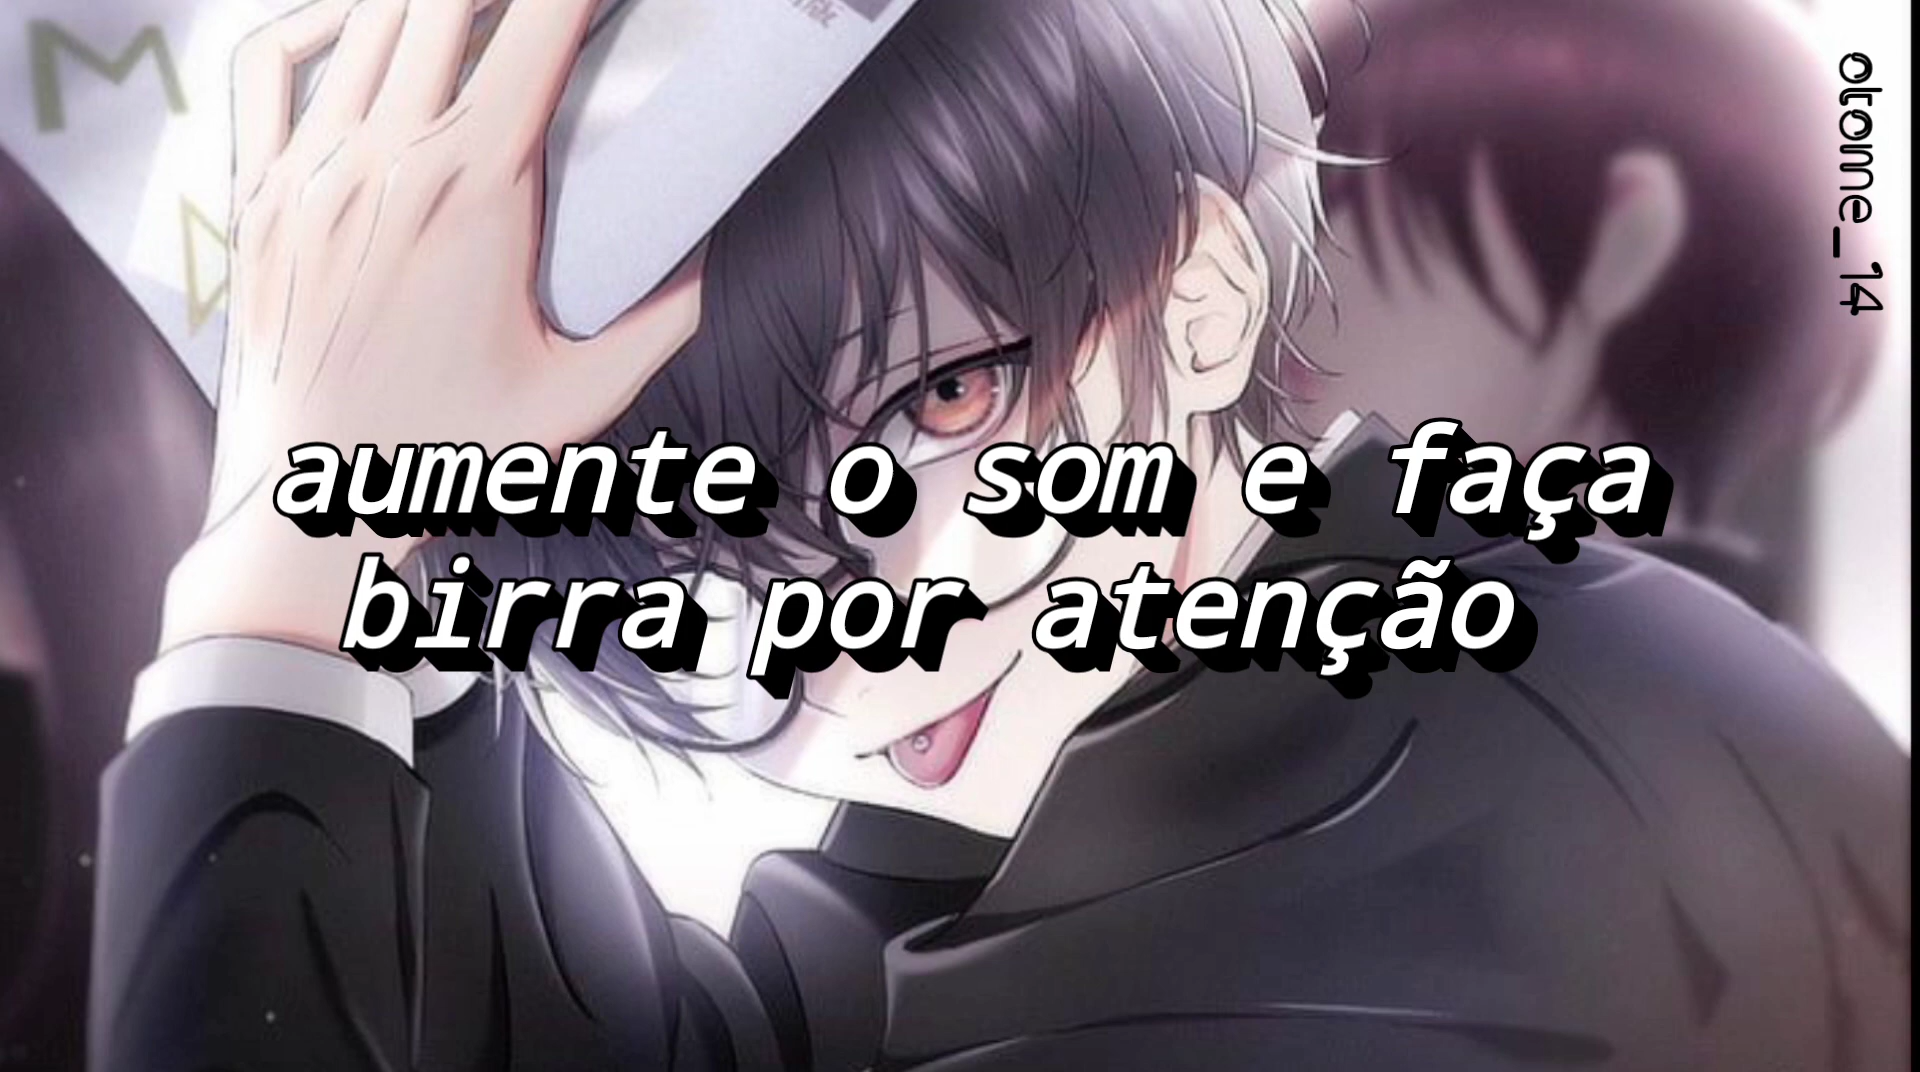 aumente o som e faça
birra por atenção
otome_14
M